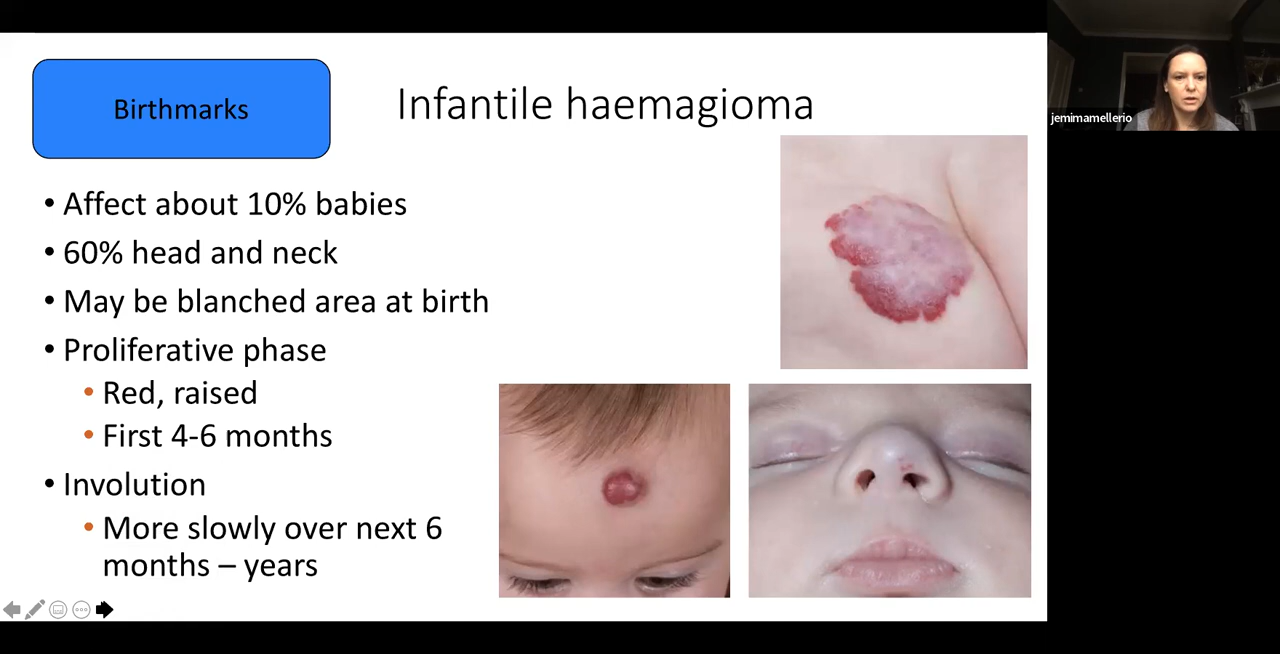 Birthmarks
Infantile haemagioma
• Affect about 10% babies
• 60% head and neck
• May be blanched area at birth
• Proliferative phase
• Red, raised
• First 4-6 months
• Involution
• More slowly over next 6
months – years
jemimamellerio